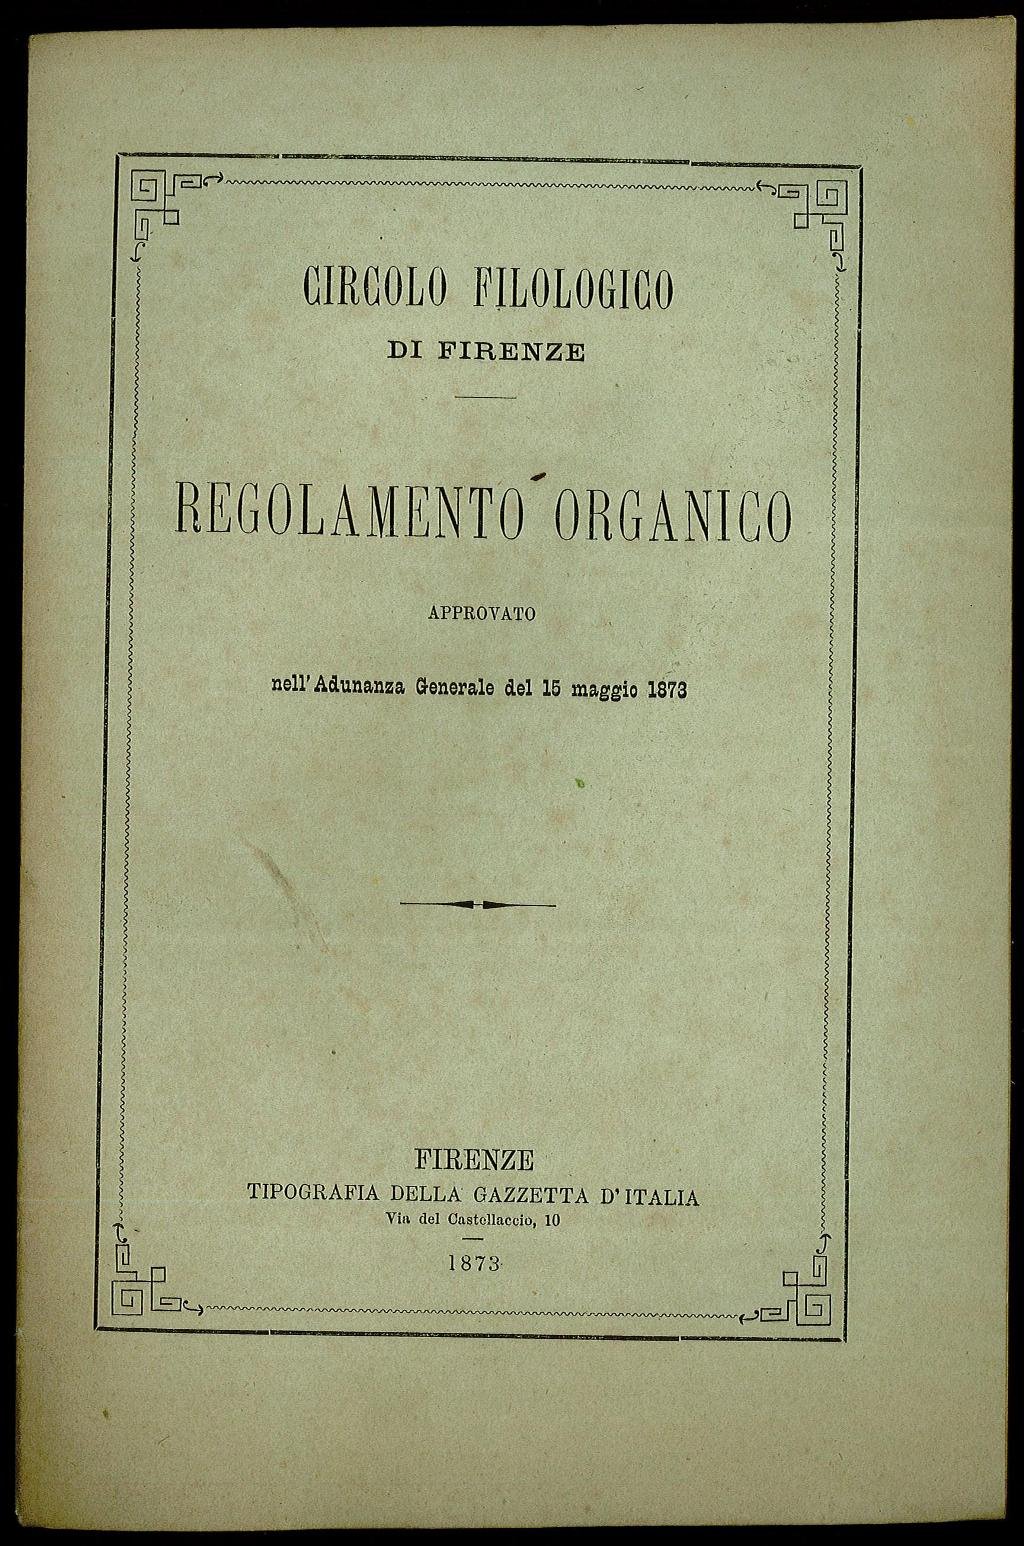 CIRCOLO FILOLOGICO
DI FIRENZE
REGOLAMENTO ORGANICO
APPROVATO
nell'Adunanza Generale del 15 maggio 1873
FIRENZE
TIPOGRAFIA DELLA GAZZETTA D'ITALIA
Via del Castellaccio, 10
1873